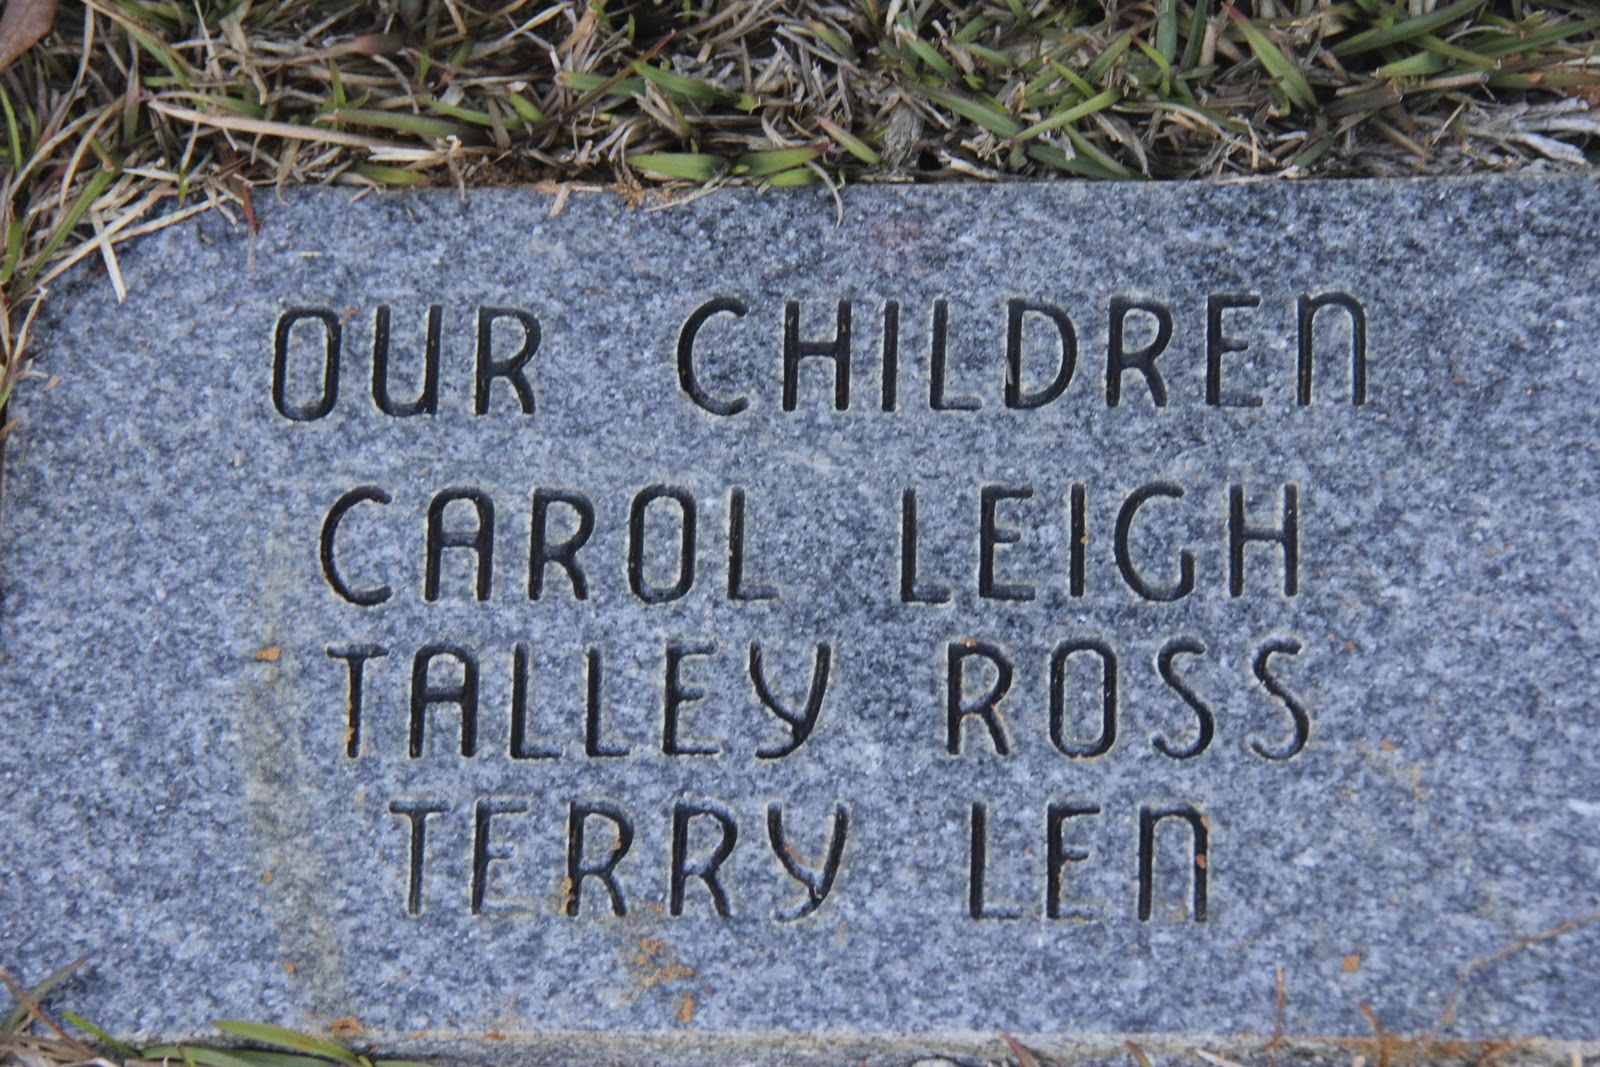 OUR CHILDREN
CAROL LEIGH
TALLEY ROSS
TERRY LEN